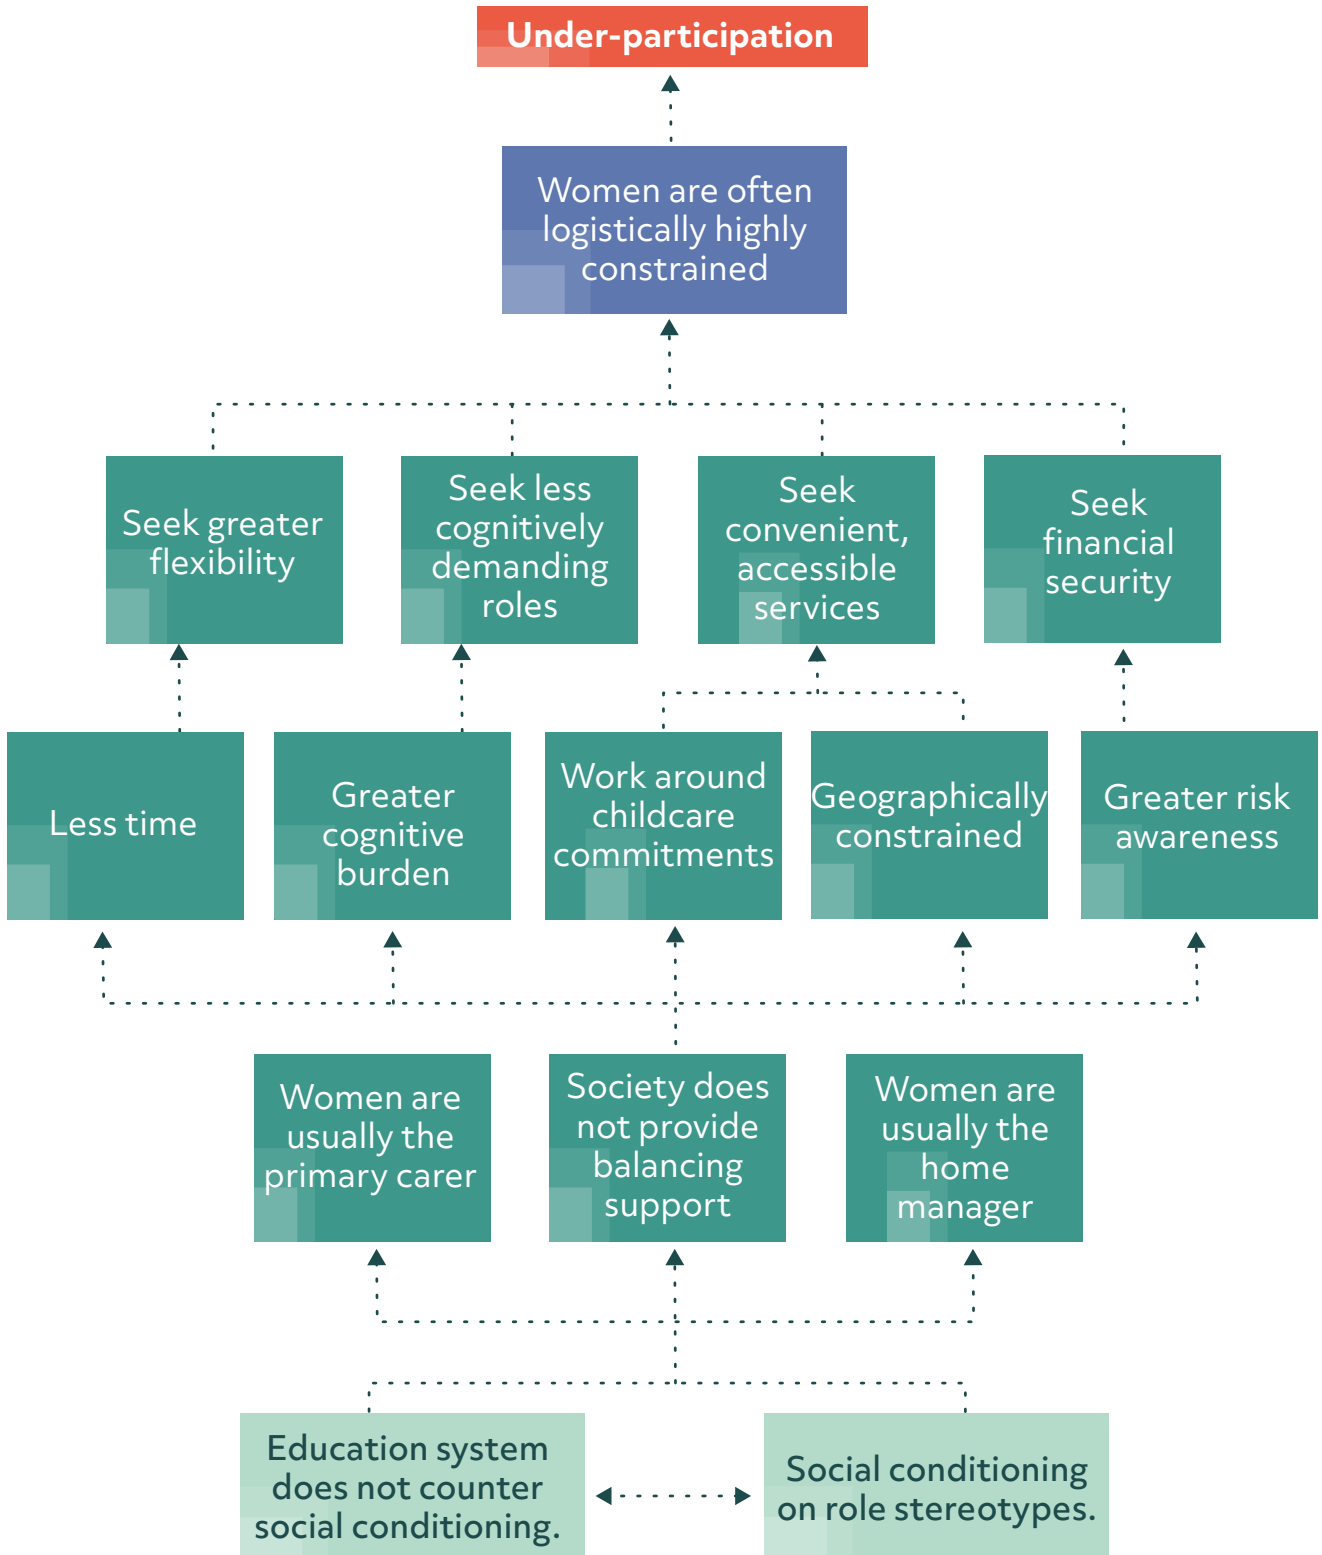 Under-participation
Women are often
logistically highly
constrained
Seek greater
flexibility
Seek less
cognitively
demanding
roles
Seek
convenient,
accessible
services
Seek
financial
security
Less time
Greater
cognitive
burden
Work around
childcare
commitments
Geographically
constrained
Greater risk
awareness
Women are
usually the
primary carer
Society does
not provide
balancing
support
Women are
usually the
home
manager
Education system
does not counter
social conditioning.
Social conditioning
on role stereotypes.